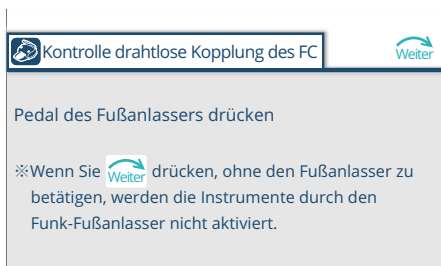 Kontrolle drahtlose Kopplung des FC
Weiter
Pedal des Fußanlassers drücken
※Wenn Sie Weiter drücken, ohne den Fußanlasser zu
betätigen, werden die Instrumente durch den
Funk-Fußanlasser nicht aktiviert.